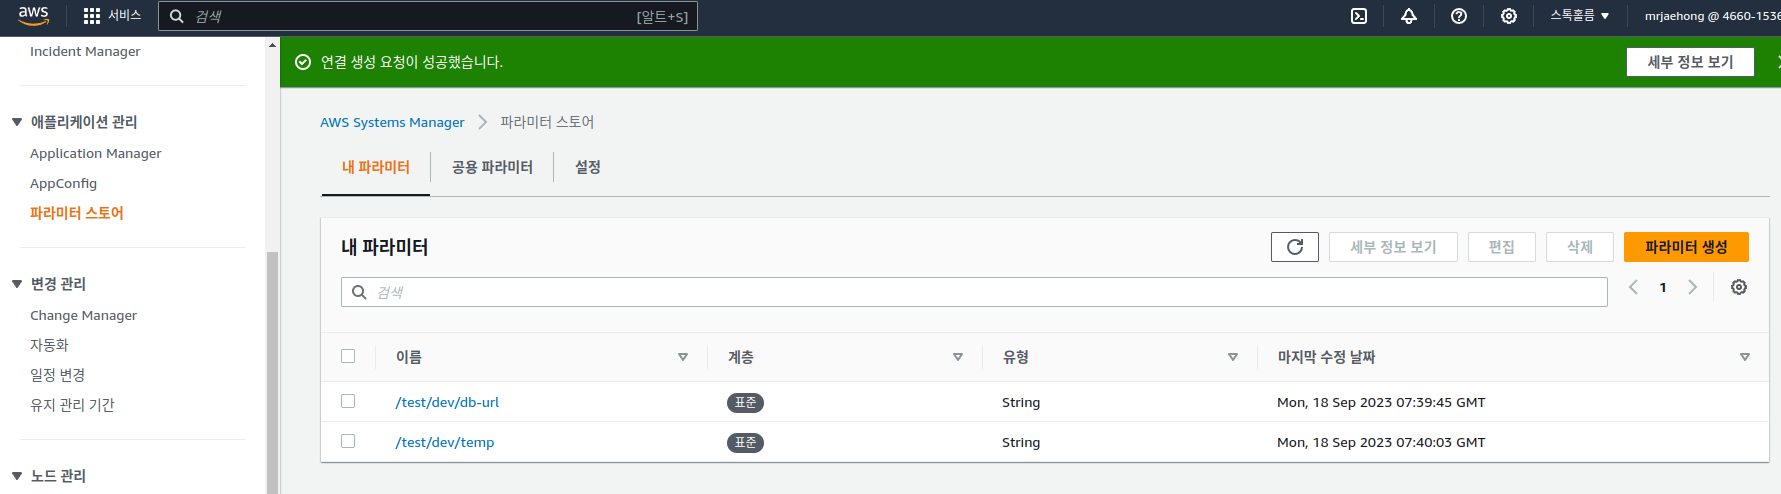 aws
서비스
검색
[알트+S]
스톡홀름
mrjaehong @ 4660-1536
Incident Manager
애플리케이션 관리
Application Manager
AppConfig
파라미터 스토어
변경 관리
Change Manager
자동화
일정 변경
유지 관리 기간
노드 관리
연결 생성 요청이 성공했습니다.
세부 정보 보기
AWS Systems Manager
파라미터 스토어
내 파라미터
공용 파라미터
설정
내 파라미터
세부 정보 보기
편집
삭제
파라미터 생성
검색
1
이름 계층 유형 마지막 수정 날짜
/test/dev/db-url 표준 String Mon, 18 Sep 2023 07:39:45 GMT
/test/dev/temp 표준 String Mon, 18 Sep 2023 07:40:03 GMT